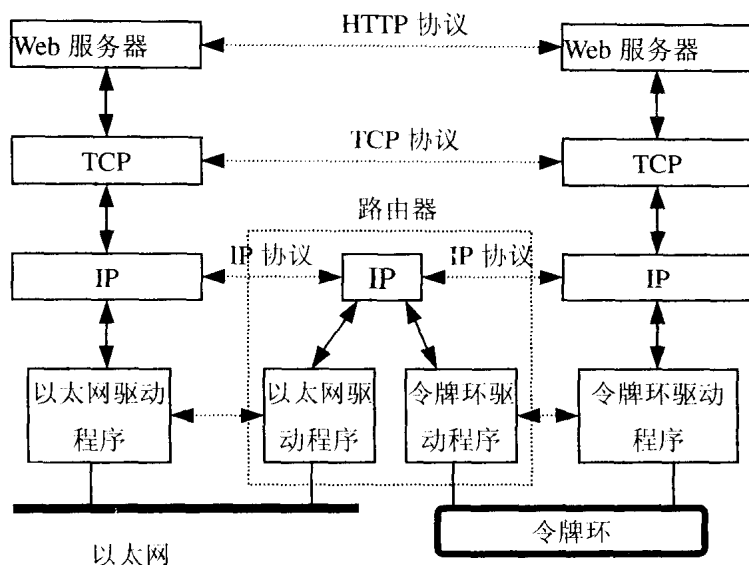 HTTP 协议
Web 服务器
Web 服务器
TCP 协议
TCP
TCP
路由器
IP 协议
IP 协议
IP
IP
IP
以太网驱动
程序
以太网驱
动程序
令牌环驱
动程序
令牌环驱动
程序
以太网
令牌环